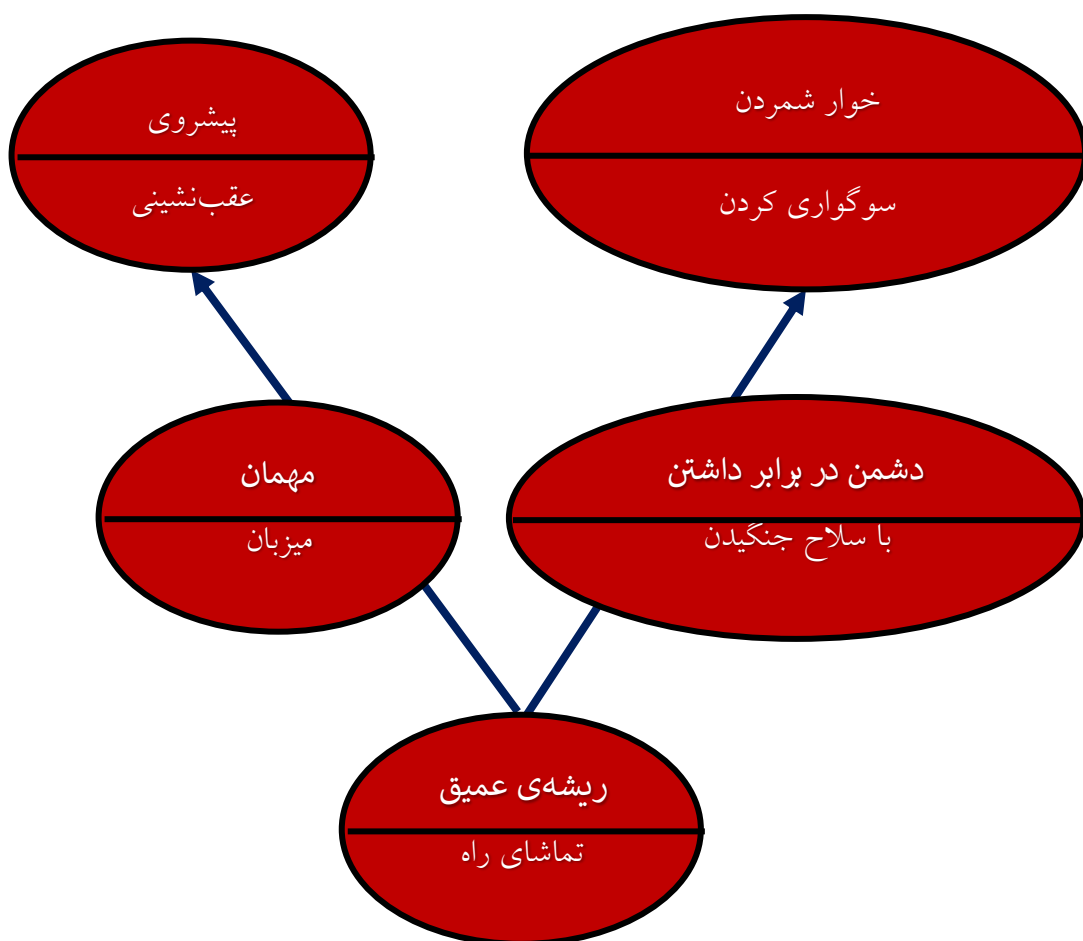 خوار شمردن
سوگواری کردن
پیشروی
عقب‌نشینی
دشمن در برابر داشتن
با سلاح جنگیدن
مهمان
میزبان
ریشه‌ی عمیق
تماشای راه